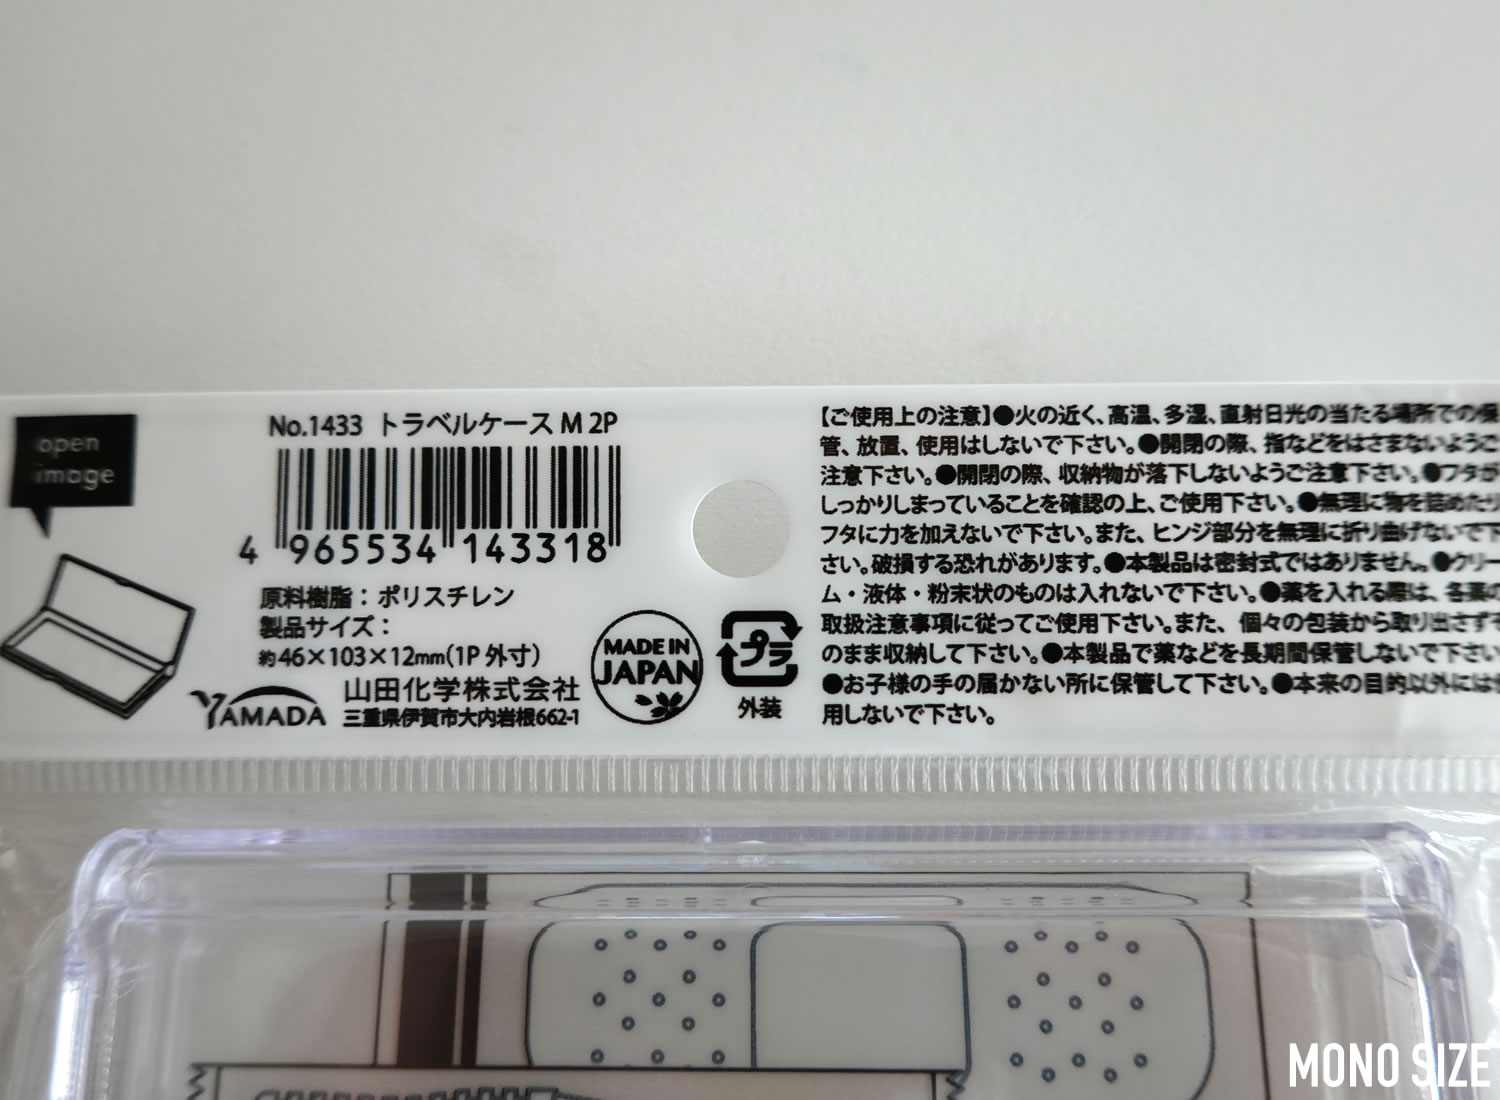 open
image
No.1433 トラベルケース M 2P
4 965534 143318
原料樹脂：ポリスチレン
製品サイズ：
約46×103×12mm(1P 外寸)
YAMADA
山田化学株式会社
三重県伊賀市大内岩根662-1
MADE IN
JAPAN
プラ
外装
【ご使用上の注意】●火の近く、高温、多湿、直射日光の当たる場所での保
管、放置、使用はしないで下さい。●開閉の際、指などをはさまないようご
注意下さい。●開閉の際、収納物が落下しないようご注意下さい。●フタが
しっかりしまっていることを確認の上、ご使用下さい。●無理に物を詰めたり
フタに力を加えないで下さい。また、ヒンジ部分を無理に折り曲げないで下
さい。破損する恐れがあります。●本製品は密封式ではありません。●クリー
ム・液体・粉末状のものは入れないで下さい。●薬を入れる際は、各薬の
取扱注意事項に従ってご使用下さい。また、個々の包装から取り出さずそ
のまま収納して下さい。●本製品で薬などを長期間保管しないで下さい
●お子様の手の届かない所に保管して下さい。●本来の目的以外には
用しないで下さい。
MONO SIZE